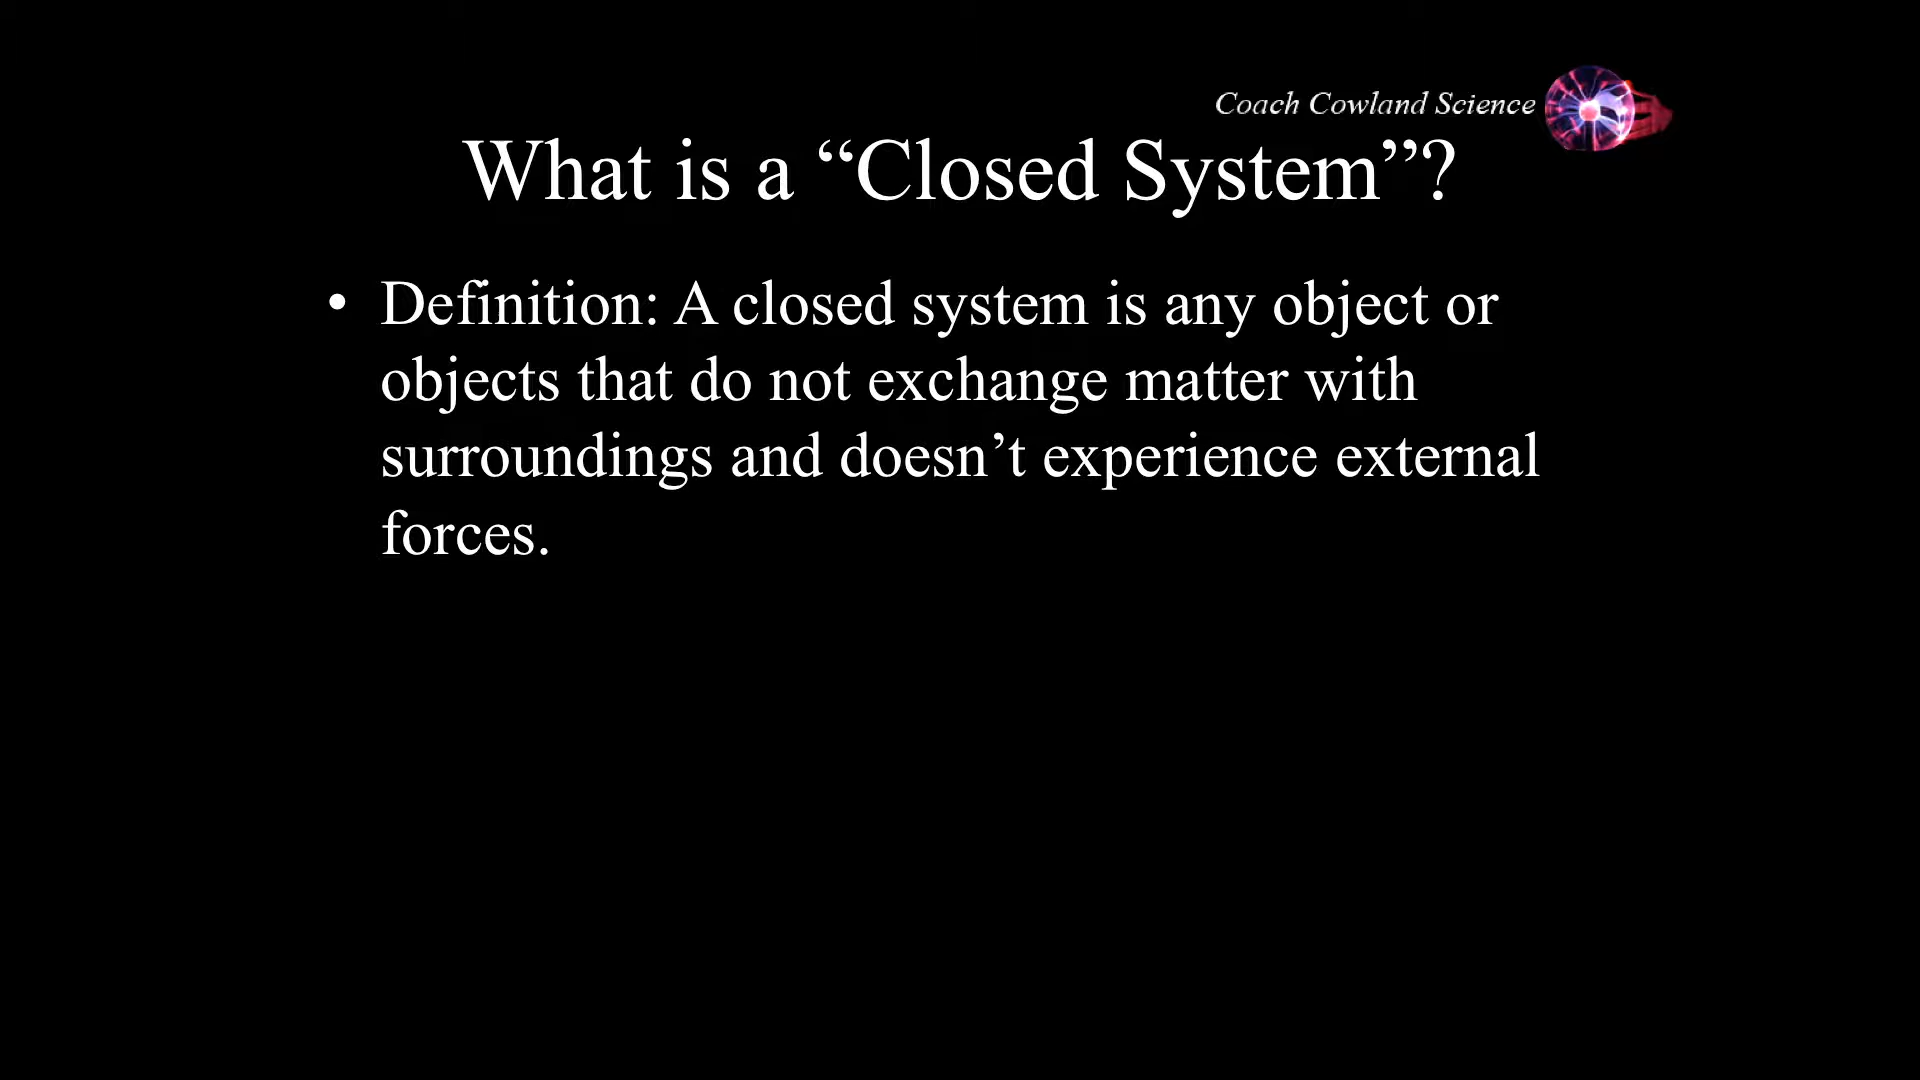 Coach Cowland Science
What is a “Closed System”?
• Definition: A closed system is any object or
objects that do not exchange matter with
surroundings and doesn’t experience external
forces.